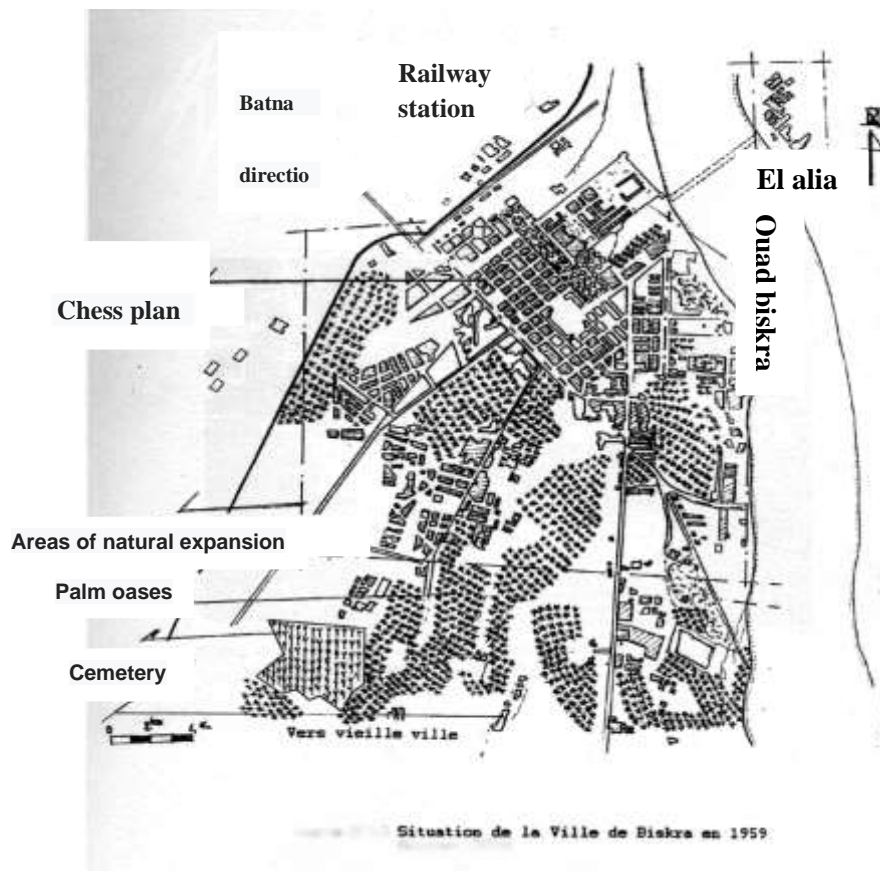 Railway
station
Batna
directio
El alia
Ouad biskra
Chess plan
Areas of natural expansion
Palm oases
Cemetery
0
Vers vieille ville
Situation de la Ville de Biskra en 1959